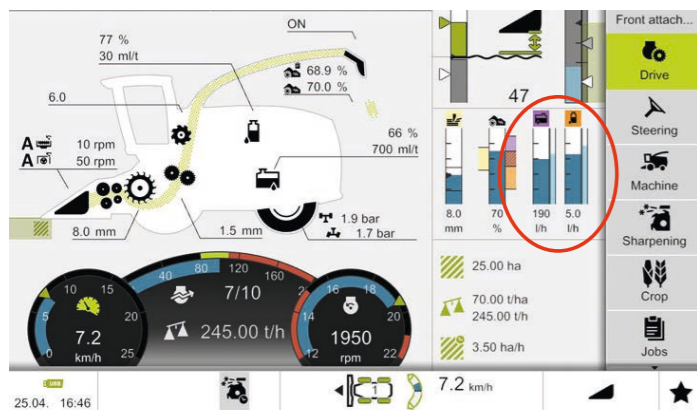 ON
Front attach...
77 %
30 ml/t
68.9 %
70.0 %
Drive
6.0
47
Steering
A 10 rpm
A 50 rpm
66 %
700 ml/t
Machine
8.0 mm
1.5 mm
1.9 bar
1.7 bar
8.0 70 190 5.0
mm % l/h l/h
Sharpening
25.00 ha
70.00 t/ha
245.00 t/h
3.50 ha/h
Crop
Jobs
0 5 10 15 20 25
7.2
km/h
40 80 120 160 2
7/10
245.00 t/h
12 14 16 18 20 22
1950
rpm
USB
25.04. 16:46
1
7.2 km/h